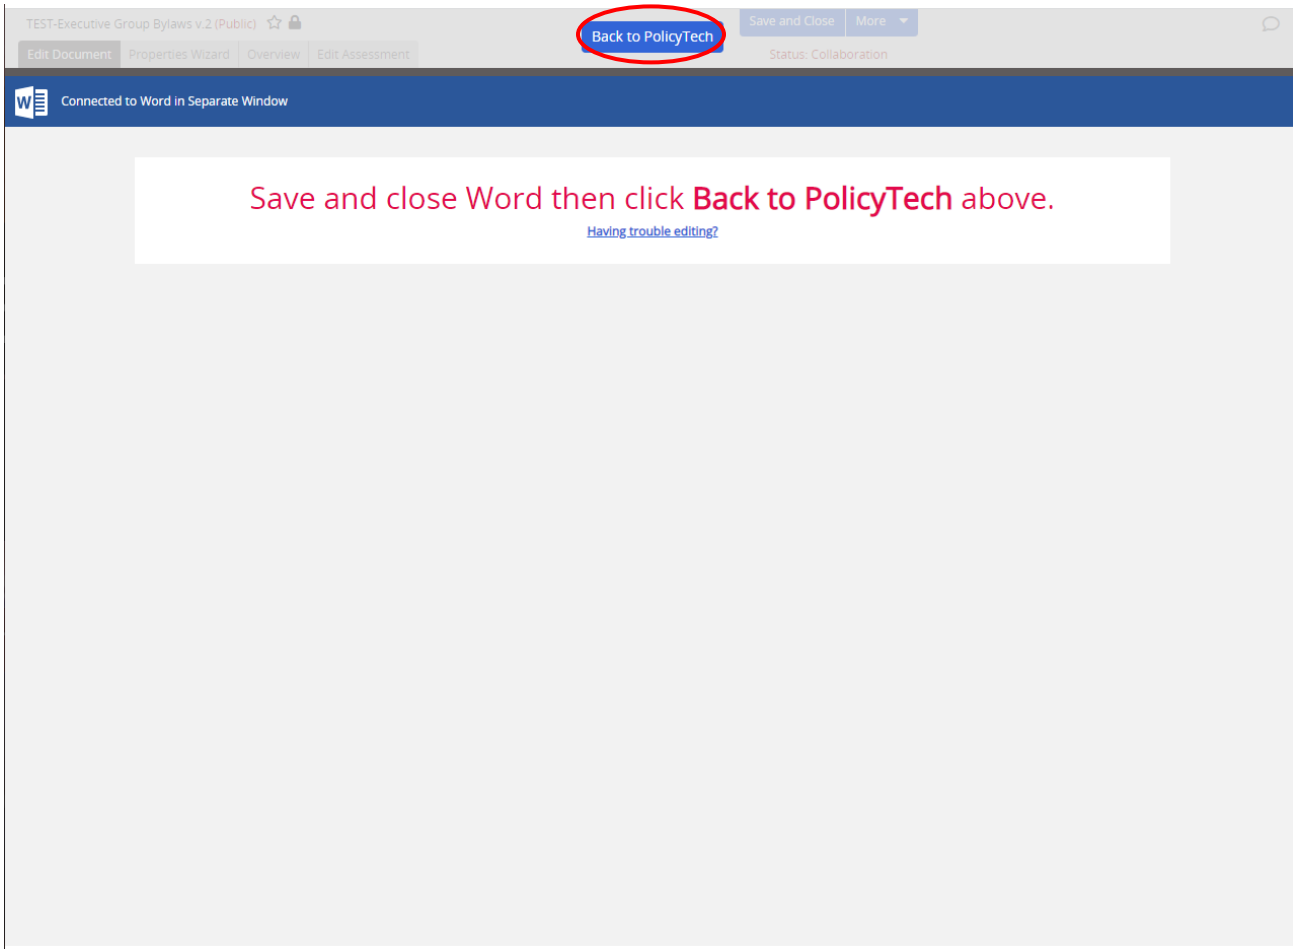 TEST-Executive Group Bylaws v.2 (Public)
Back to PolicyTech
Save and Close
More
Edit Document
Properties Wizard
Overview
Edit Assessment
Status: Collaboration
W
Connected to Word in Separate Window
Save and close Word then click Back to PolicyTech above.
Having trouble editing?